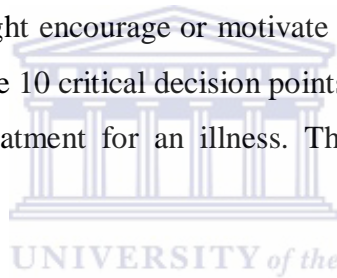 ght encourage or motivate
e 10 critical decision points
atment for an illness. Th
UNIVERSITY of the